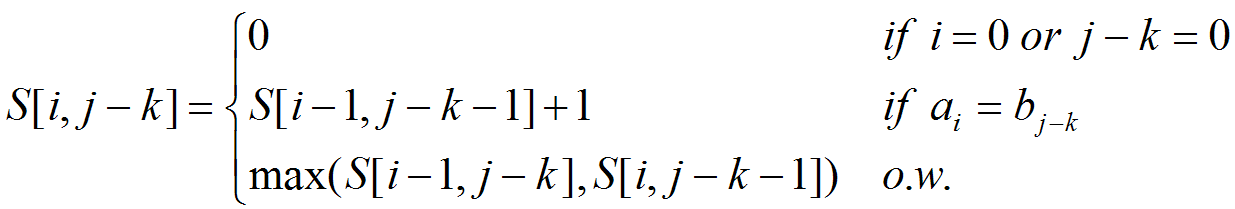 0 if i = 0 or j − k = 0
S[i, j − k] = { S[i − 1, j − k − 1] + 1 if a_i = b_{j−k}
max(S[i − 1, j − k], S[i, j − k − 1]) o.w.